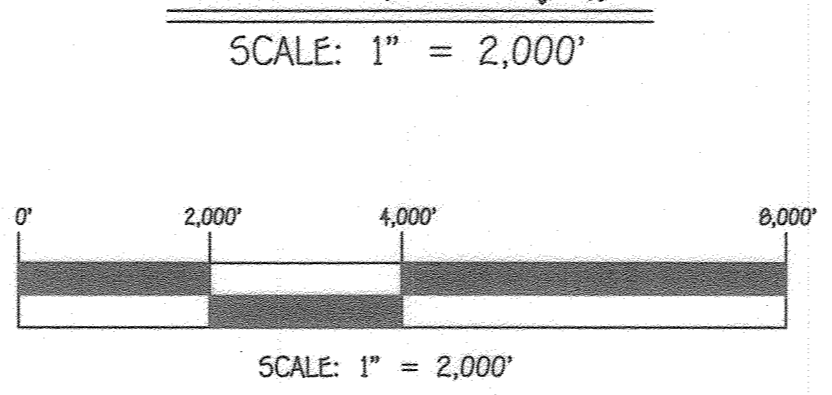 SCALE: 1” = 2,000’
0’ 2,000’ 4,000’ 8,000’
SCALE: 1” = 2,000’